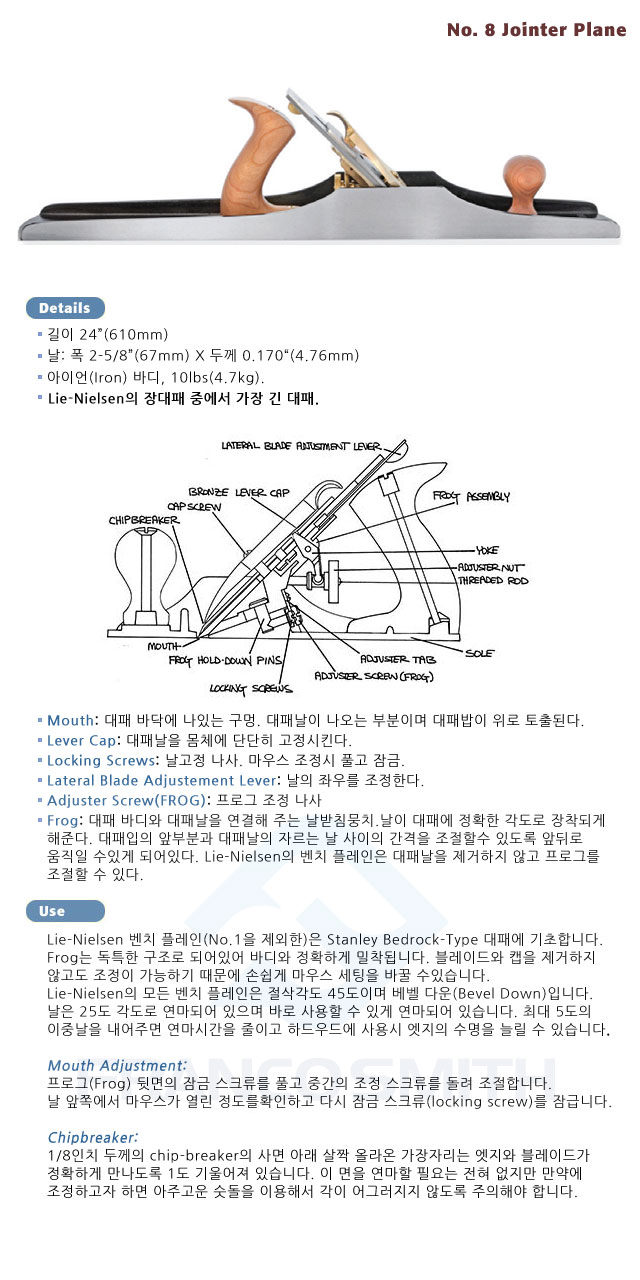 No. 8 Jointer Plane
Details
길이 24”(610mm)
날: 폭 2-5/8”(67mm) X 두께 0.170“(4.76mm)
아이언(Iron) 바디, 10lbs(4.7kg).
Lie-Nielsen의 장대패 중에서 가장 긴 대패.
LATERAL BLADE ADJUSTMENT LEVER
BRONZE LEVER CAP
CAP SCREW
CHIPBREAKER
FROG ASSEMBLY
YOKE
ADJUSTER NUT
THREADED ROD
MOUTH
FROG HOLD-DOWN PINS
LOCKING SCREWS
ADJUSTER TAB
ADJUSTER SCREW (FROG)
SOLE
Mouth: 대패 바닥에 나있는 구멍. 대패날이 나오는 부분이며 대패밥이 위로 토출된다.
Lever Cap: 대패날을 몸체에 단단히 고정시킨다.
Locking Screws: 날고정 나사. 마우스 조정시 풀고 잠금.
Lateral Blade Adjustement Lever: 날의 좌우를 조정한다.
Adjuster Screw(FROG): 프로그 조정 나사
Frog: 대패 바디와 대패날을 연결해 주는 날받침뭉치.날이 대패에 정확한 각도로 장착되게
해준다. 대패입의 앞부분과 대패날의 자르는 날 사이의 간격을 조절할수 있도록 앞뒤로
움직일 수있게 되어있다. Lie-Nielsen의 벤치 플레인은 대패날을 제거하지 않고 프로그를
조절할 수 있다.
Use
Lie-Nielsen 벤치 플레인(No.1을 제외한)은 Stanley Bedrock-Type 대패에 기초합니다.
Frog는 독특한 구조로 되어있어 바디와 정확하게 밀착됩니다. 블레이드와 캡을 제거하지
않고도 조정이 가능하기 때문에 손쉽게 마우스 세팅을 바꿀 수있습니다.
Lie-Nielsen의 모든 벤치 플레인은 절삭각도 45도이며 베벨 다운(Bevel Down)입니다.
날은 25도 각도로 연마되어 있으며 바로 사용할 수 있게 연마되어 있습니다. 최대 5도의
이중날을 내어주면 연마시간을 줄이고 하드우드에 사용시 엣지의 수명을 늘릴 수 있습니다.
Mouth Adjustment:
프로그(Frog) 뒷면의 잠금 스크류를 풀고 중간의 조정 스크류를 돌려 조절합니다.
날 앞쪽에서 마우스가 열린 정도를확인하고 다시 잠금 스크류(locking screw)를 잠급니다.
Chipbreaker:
1/8인치 두께의 chip-breaker의 사면 아래 살짝 올라온 가장자리는 엣지와 블레이드가
정확하게 만나도록 1도 기울어져 있습니다. 이 면을 연마할 필요는 전혀 없지만 만약에
조정하고자 하면 아주고운 숫돌을 이용해서 각이 어그러지지 않도록 주의해야 합니다.